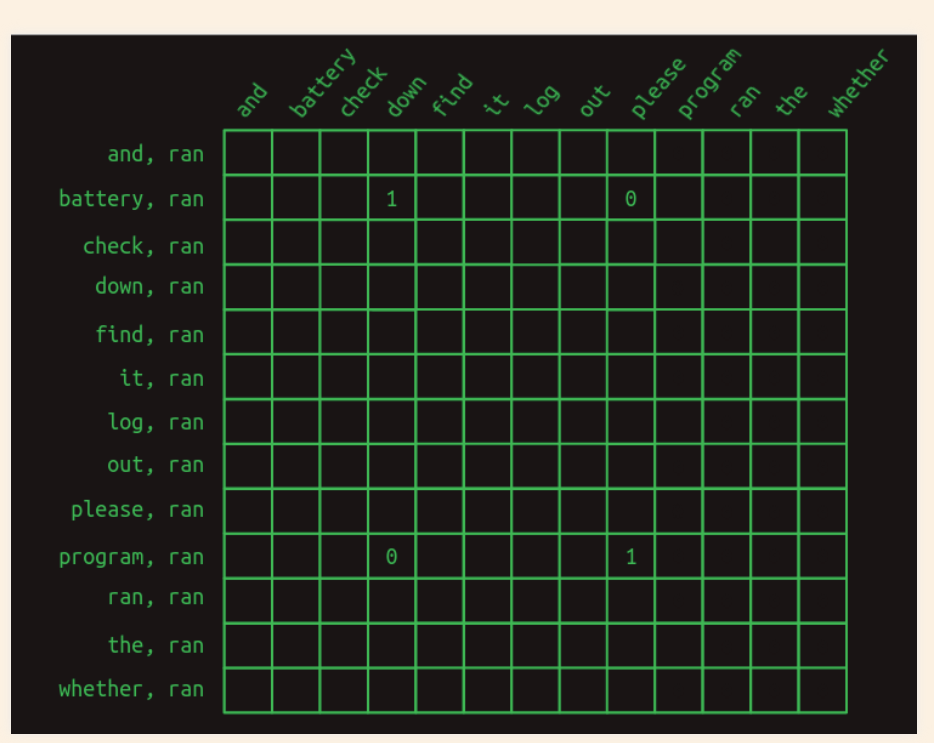 and battery check down find it log out please program ran the whether
and, ran
battery, ran 1 0
check, ran
down, ran
find, ran
it, ran
log, ran
out, ran
please, ran
program, ran 0 1
ran, ran
the, ran
whether, ran